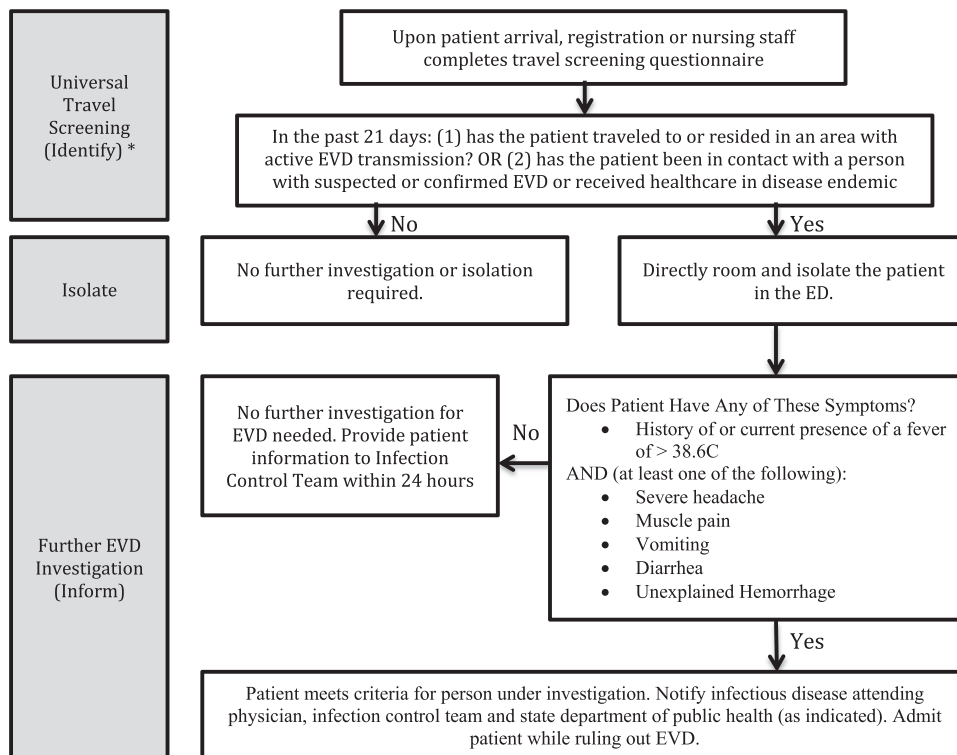 Universal
Travel
Screening
(Identify) *
Upon patient arrival, registration or nursing staff
completes travel screening questionnaire
In the past 21 days: (1) has the patient traveled to or resided in an area with
active EVD transmission? OR (2) has the patient been in contact with a person
with suspected or confirmed EVD or received healthcare in disease endemic
No
Yes
Isolate
No further investigation or isolation
required.
Directly room and isolate the patient
in the ED.
Further EVD
Investigation
(Inform)
No further investigation for
EVD needed. Provide patient
information to Infection
Control Team within 24 hours
No
Does Patient Have Any of These Symptoms?
• History of or current presence of a fever
of > 38.6C
AND (at least one of the following):
• Severe headache
• Muscle pain
• Vomiting
• Diarrhea
• Unexplained Hemorrhage
Yes
Patient meets criteria for person under investigation. Notify infectious disease attending
physician, infection control team and state department of public health (as indicated). Admit
patient while ruling out EVD.